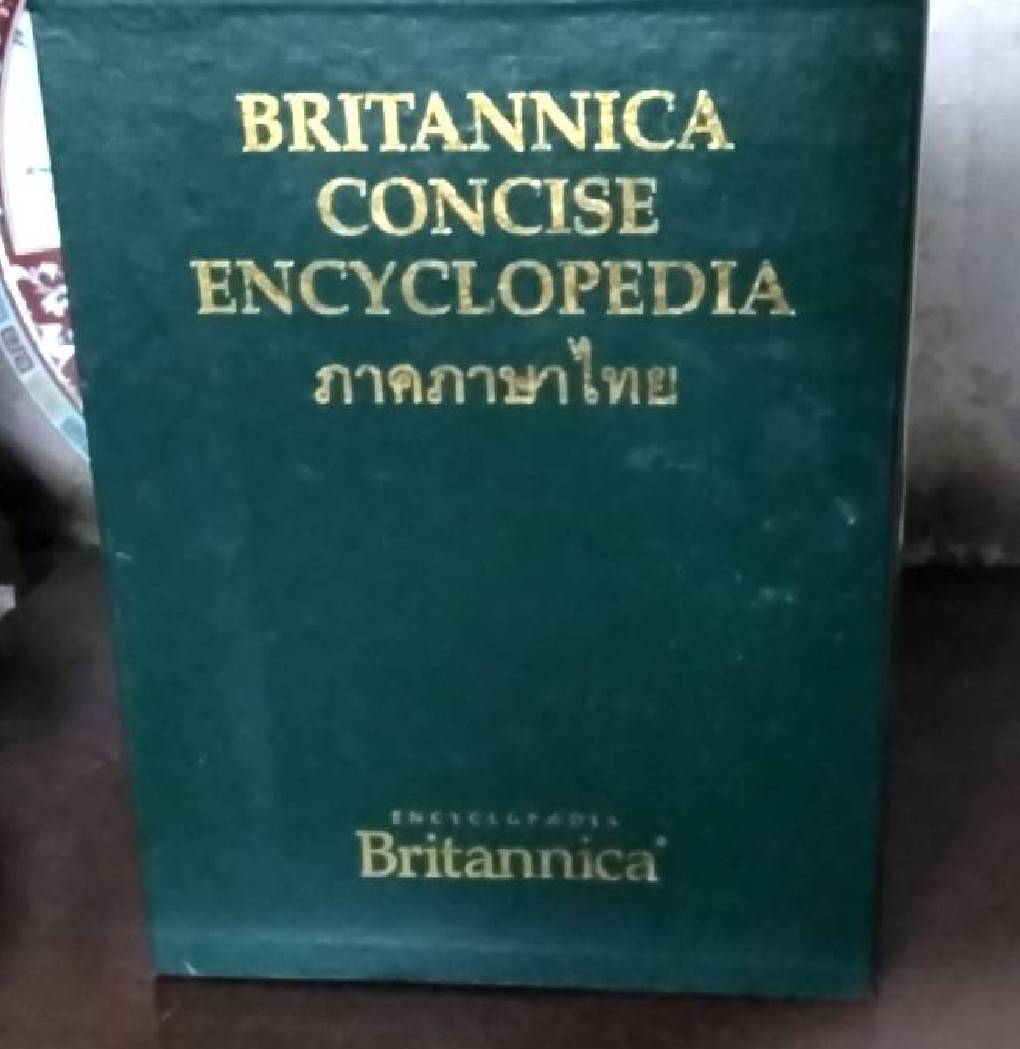 BRITANNICA
CONCISE
ENCYCLOPEDIA
ภาคภาษาไทย
ENCYCLOPÆDIA
Britannica®